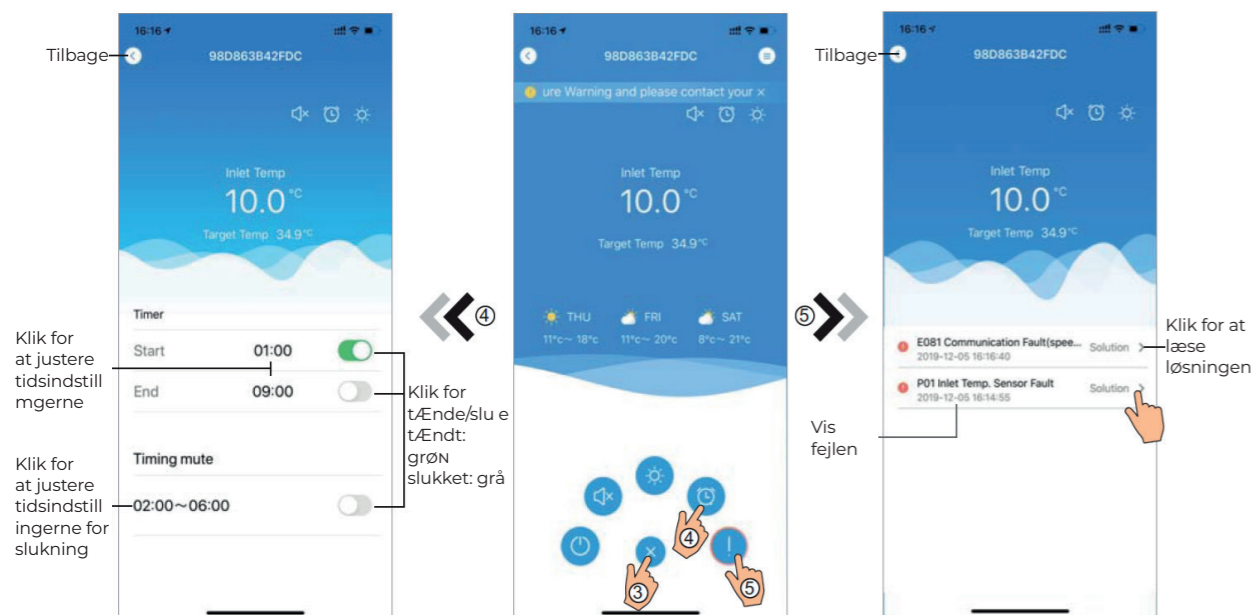 Tilbage
16:16
98D863B42FDC
Inlet Temp
10.0 °C
Target Temp 34.9°C
Timer
Start 01:00
End 09:00
Timing mute
02:00～06:00
Klik for
at justere
tidsindstill
mgerne
Klik for
at justere
tidsindstill
ingerne for
slukning
Klik for
tÆnde/slu e
tÆndt:
grøN
slukket: grå
④
16:16
98D863B42FDC
ure Warning and please contact your ×
Inlet Temp
10.0 °C
Target Temp 34.9°C
THU FRI SAT
11°c～ 18°c 11°c～ 20°c 8°c～ 21°c
④
③
⑤
⑤
Tilbage
16:16
98D863B42FDC
Inlet Temp
10.0 °C
Target Temp 34.9°C
E081 Communication Fault(spee... Solution
2019-12-05 16:16:40
P01 Inlet Temp. Sensor Fault Solution
2019-12-05 16:14:55
Klik for at
læse
løsningen
Vis
fejlen